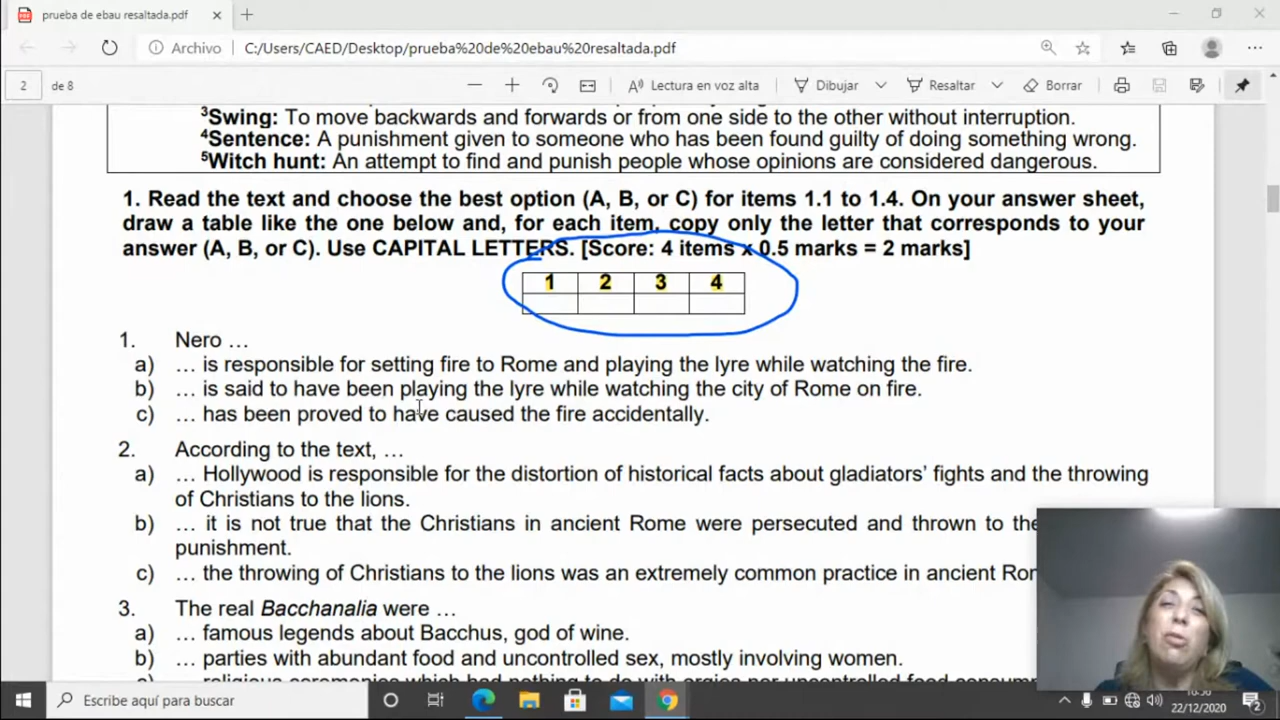 prueba de ebau resaltada.pdf
Archivo C:/Users/CAED/Desktop/prueba%20de%20ebau%20resaltada.pdf
2 de 8 Lectura en voz alta Dibujar Resaltar Borrar
3Swing: To move backwards and forwards or from one side to the other without interruption.
4Sentence: A punishment given to someone who has been found guilty of doing something wrong.
5Witch hunt: An attempt to find and punish people whose opinions are considered dangerous.
1. Read the text and choose the best option (A, B, or C) for items 1.1 to 1.4. On your answer sheet,
draw a table like the one below and, for each item, copy only the letter that corresponds to your
answer (A, B, or C). Use CAPITAL LETTERS. [Score: 4 items x 0.5 marks = 2 marks]
1 2 3 4
1. Nero …
a) … is responsible for setting fire to Rome and playing the lyre while watching the fire.
b) … is said to have been playing the lyre while watching the city of Rome on fire.
c) … has been proved to have caused the fire accidentally.
2. According to the text, …
a) … Hollywood is responsible for the distortion of historical facts about gladiators’ fights and the throwing
of Christians to the lions.
b) … it is not true that the Christians in ancient Rome were persecuted and thrown to the
punishment.
c) … the throwing of Christians to the lions was an extremely common practice in ancient
3. The real Bacchanalia were …
a) … famous legends about Bacchus, god of wine.
b) … parties with abundant food and uncontrolled sex, mostly involving women.
… religious ceremonies which had nothing to do with orgies nor uncontrolled food
Escribe aquí para buscar
22/12/2020
2